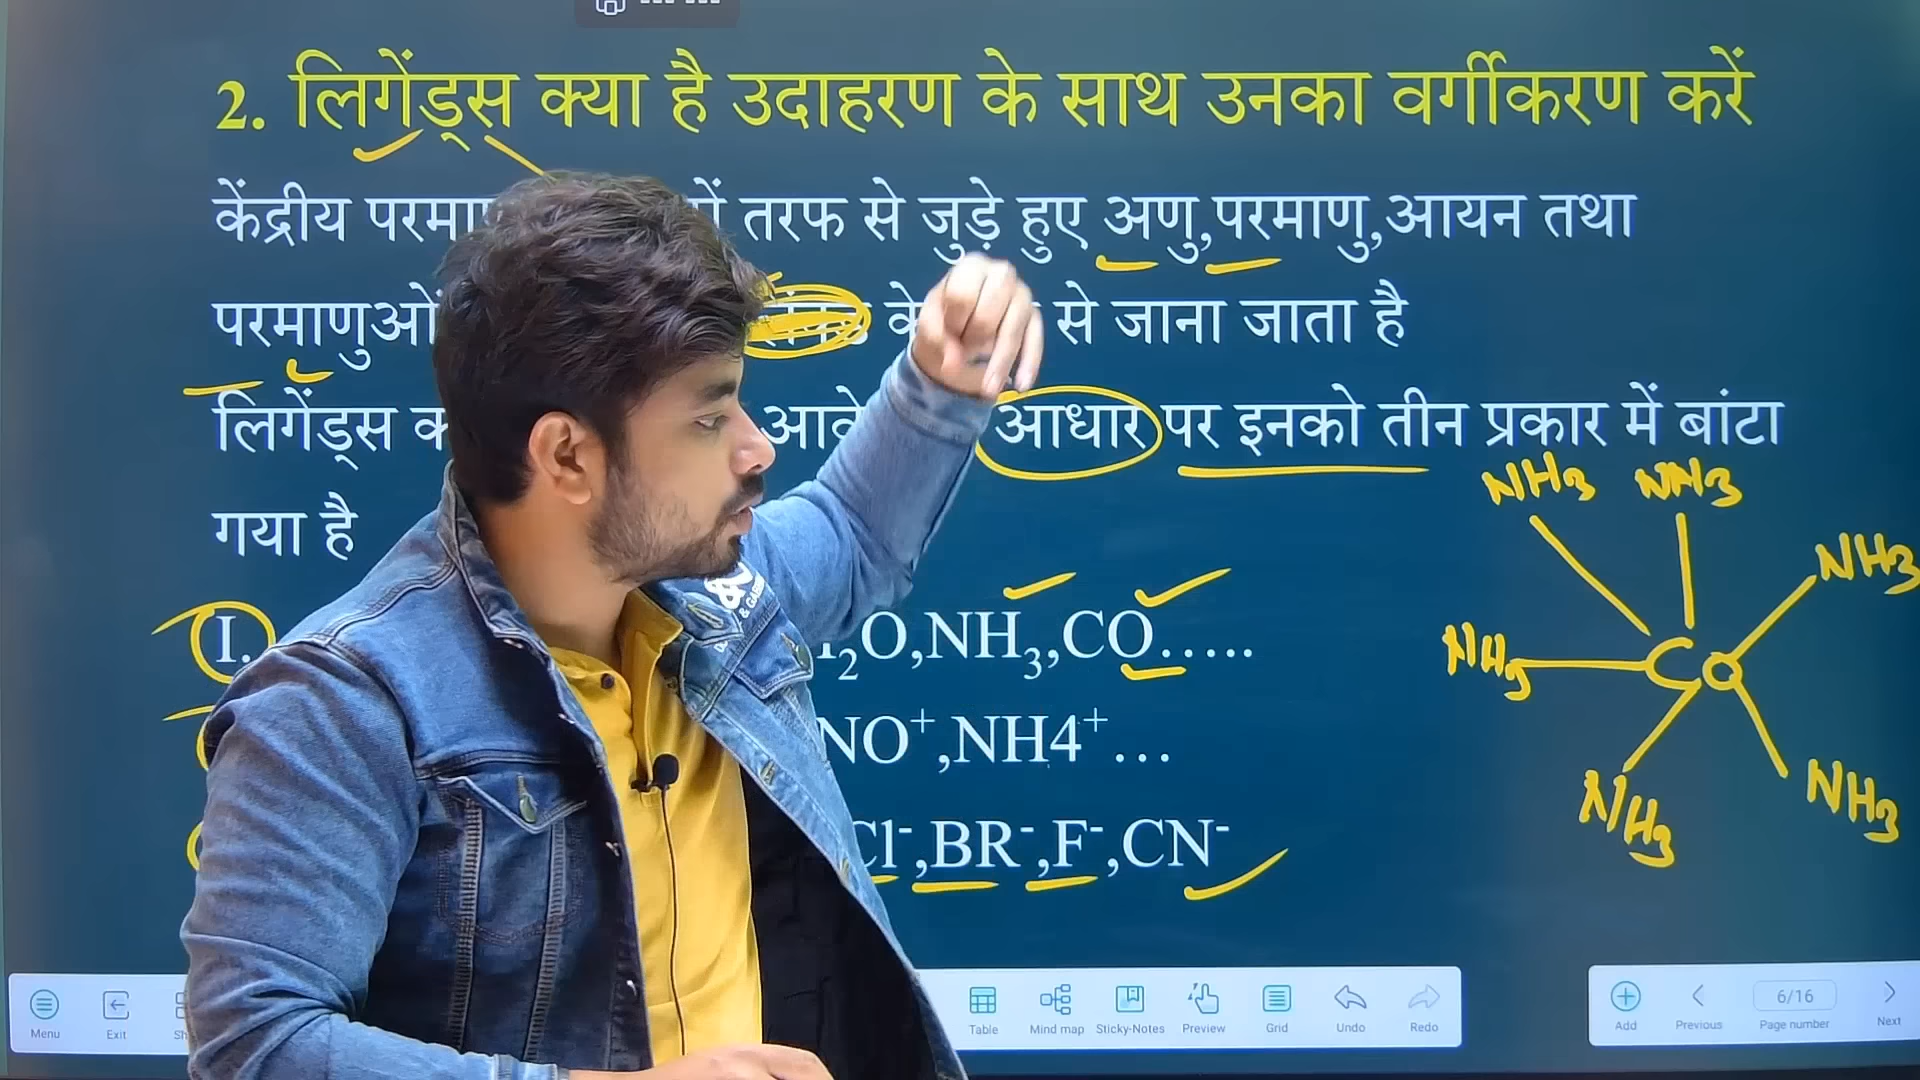 2. लिगेंड्स क्या है उदाहरण के साथ उनका वर्गीकरण करें
केंद्रीय तरफ से जुड़े हुए अणु,परमाणु,आयन तथा
परमाणुओं से जाना जाता है
लिगेंड्स आधार पर इनको तीन प्रकार में बांटा
गया है
NH3 NH3
NH3
I. O,NH₃,CO.....
NH3 Co
NO⁺,NH4⁺...
NH3 NH3
Cl⁻,BR⁻,F⁻,CN⁻
Menu Exit Table Mind map Sticky-Notes Preview Grid Undo Redo Add Previous 6/16 Page number Next